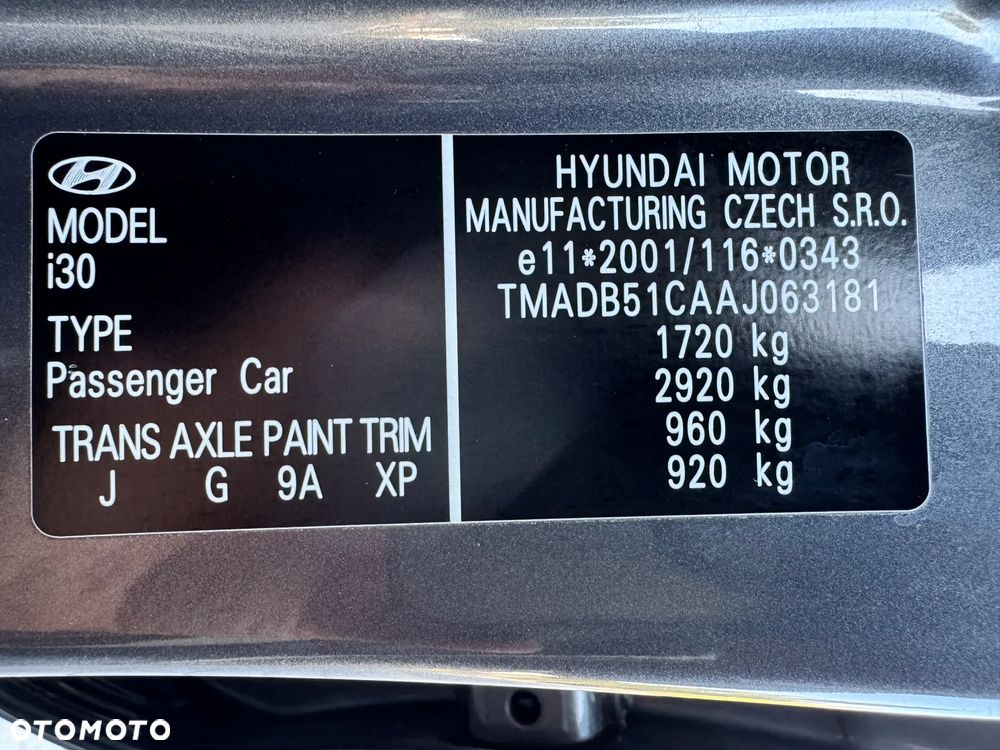 MODEL
i30
TYPE
Passenger Car
TRANS AXLE PAINT TRIM
J G 9A XP
HYUNDAI MOTOR
MANUFACTURING CZECH S.R.O.
e11*2001/116*0343
TMADB51CAAJ063181
1720 kg
2920 kg
960 kg
920 kg
OTOMOTO